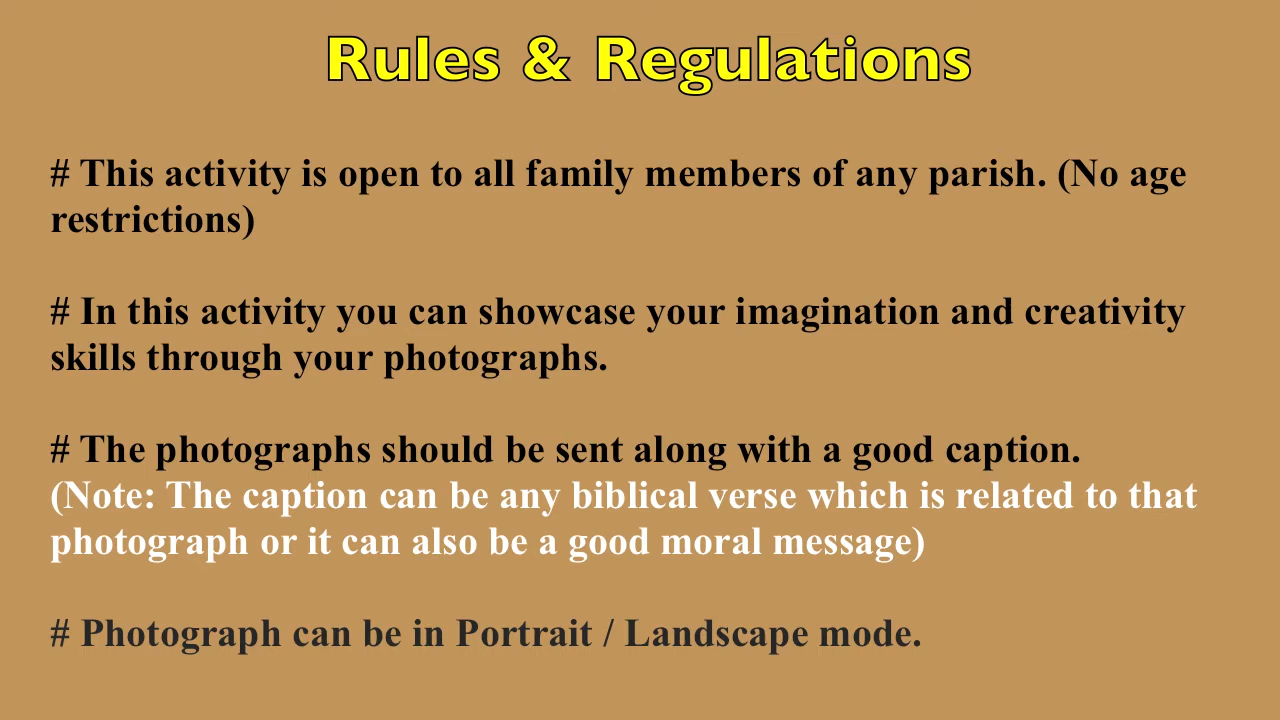 Rules & Regulations
# This activity is open to all family members of any parish. (No age
restrictions)
# In this activity you can showcase your imagination and creativity
skills through your photographs.
# The photographs should be sent along with a good caption.
(Note: The caption can be any biblical verse which is related to that
photograph or it can also be a good moral message)
# Photograph can be in Portrait / Landscape mode.